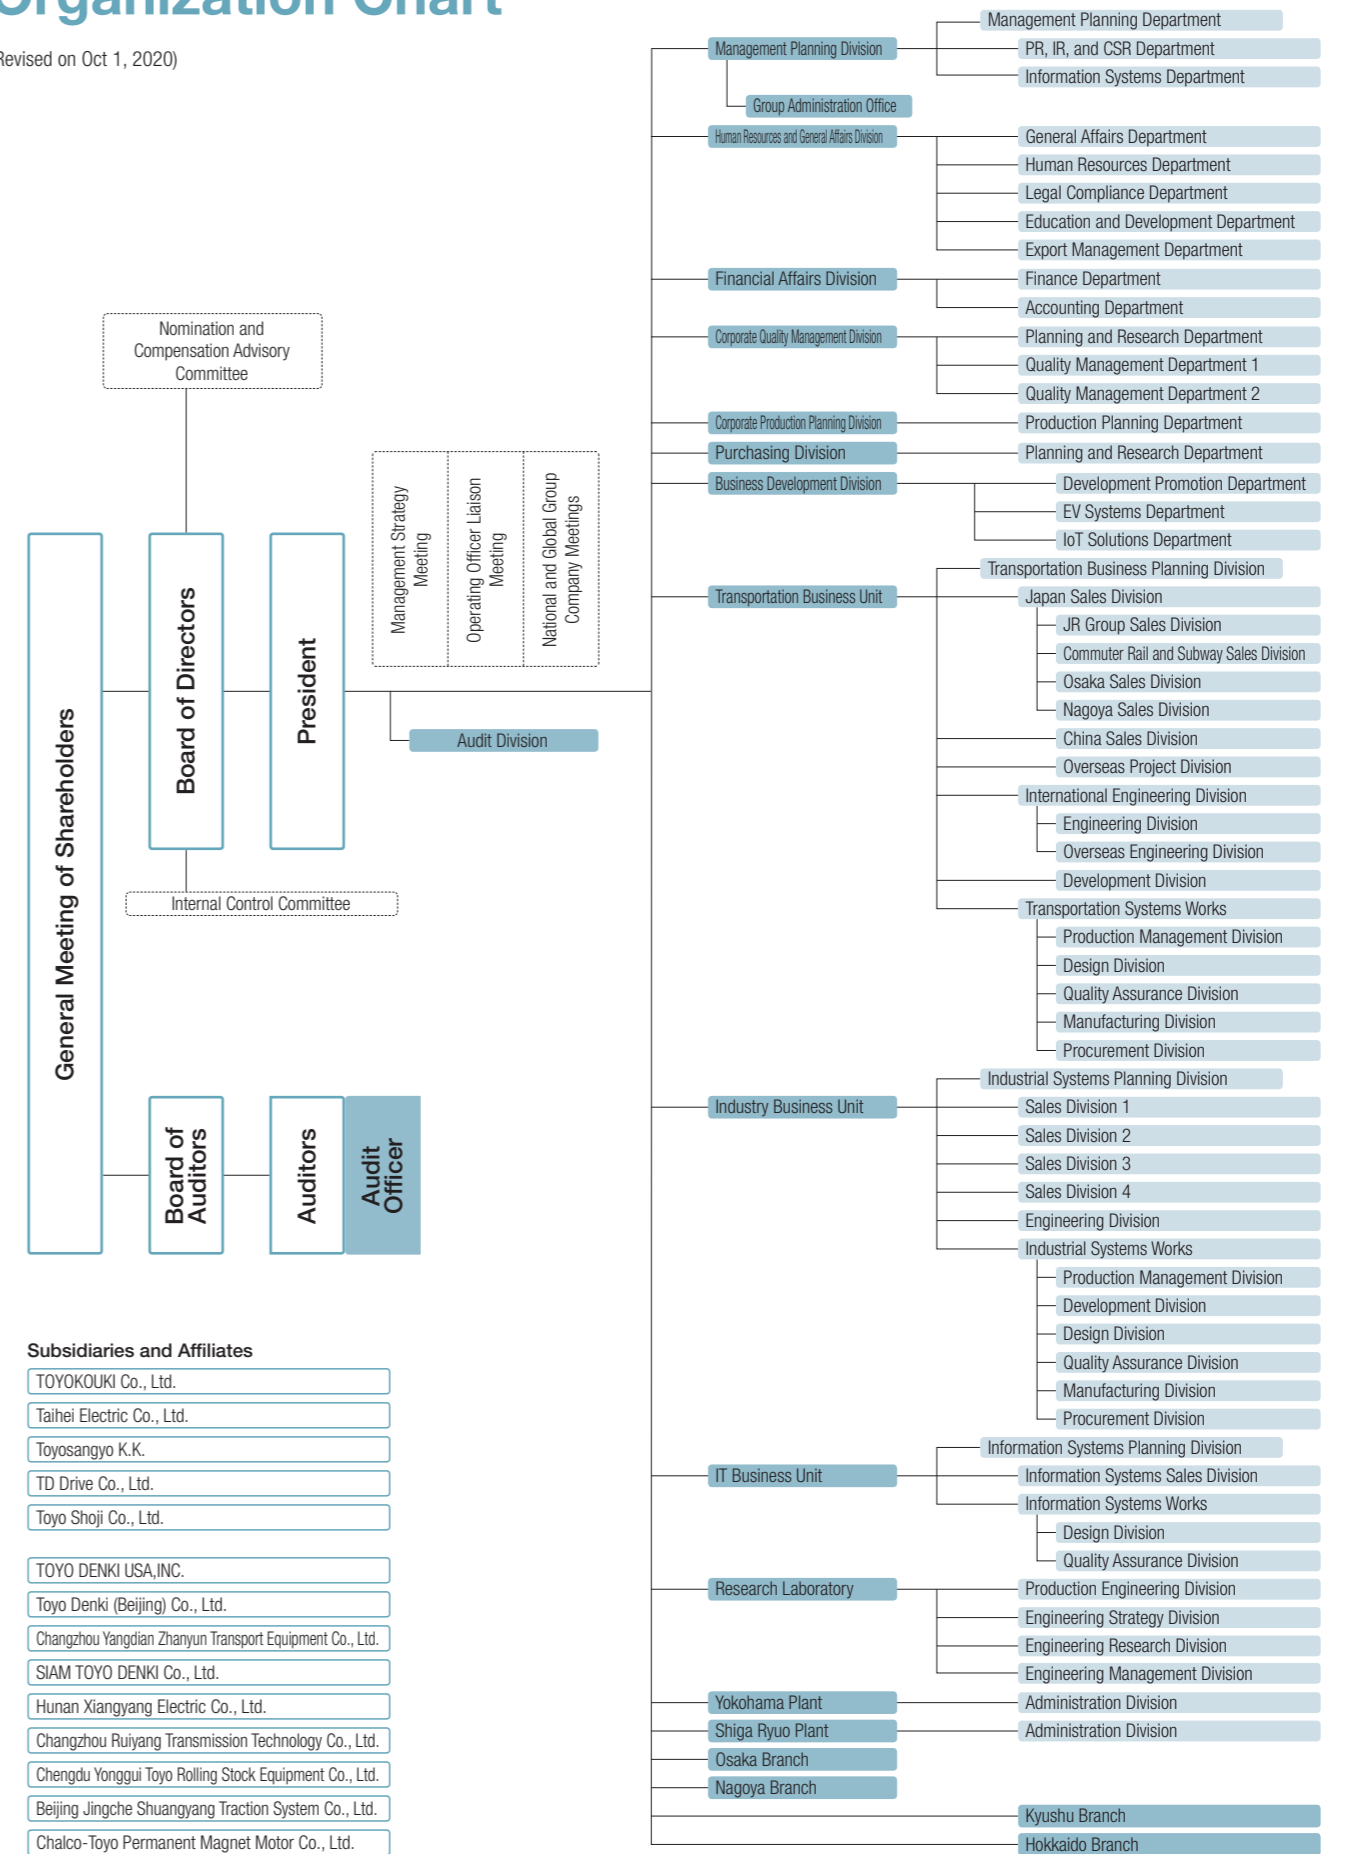 Organization Chart
Revised on Oct 1, 2020)
Nomination and
Compensation Advisory
Committee
General Meeting of Shareholders
Board of Directors
President
Management Strategy
Meeting
Operating Officer Liaison
Meeting
National and Global Group
Company Meetings
Audit Division
Internal Control Committee
Board of
Auditors
Auditors
Audit
Officer
Subsidiaries and Affiliates
TOYOKOUKI Co., Ltd.
Taihei Electric Co., Ltd.
Toyosangyo K.K.
TD Drive Co., Ltd.
Toyo Shoji Co., Ltd.
TOYO DENKI USA,INC.
Toyo Denki (Beijing) Co., Ltd.
Changzhou Yangdian Zhanyun Transport Equipment Co., Ltd.
SIAM TOYO DENKI Co., Ltd.
Hunan Xiangyang Electric Co., Ltd.
Changzhou Ruiyang Transmission Technology Co., Ltd.
Chengdu Yonggui Toyo Rolling Stock Equipment Co., Ltd.
Beijing Jingche Shuangyang Traction System Co., Ltd.
Chalco-Toyo Permanent Magnet Motor Co., Ltd.
Management Planning Division
Management Planning Department
PR, IR, and CSR Department
Information Systems Department
Group Administration Office
Human Resources and General Affairs Division
General Affairs Department
Human Resources Department
Legal Compliance Department
Education and Development Department
Export Management Department
Financial Affairs Division
Finance Department
Accounting Department
Corporate Quality Management Division
Planning and Research Department
Quality Management Department 1
Quality Management Department 2
Corporate Production Planning Division
Production Planning Department
Purchasing Division
Planning and Research Department
Business Development Division
Development Promotion Department
EV Systems Department
IoT Solutions Department
Transportation Business Unit
Transportation Business Planning Division
Japan Sales Division
JR Group Sales Division
Commuter Rail and Subway Sales Division
Osaka Sales Division
Nagoya Sales Division
China Sales Division
Overseas Project Division
International Engineering Division
Engineering Division
Overseas Engineering Division
Development Division
Transportation Systems Works
Production Management Division
Design Division
Quality Assurance Division
Manufacturing Division
Procurement Division
Industry Business Unit
Industrial Systems Planning Division
Sales Division 1
Sales Division 2
Sales Division 3
Sales Division 4
Engineering Division
Industrial Systems Works
Production Management Division
Development Division
Design Division
Quality Assurance Division
Manufacturing Division
Procurement Division
IT Business Unit
Information Systems Planning Division
Information Systems Sales Division
Information Systems Works
Design Division
Quality Assurance Division
Research Laboratory
Production Engineering Division
Engineering Strategy Division
Engineering Research Division
Engineering Management Division
Yokohama Plant
Administration Division
Shiga Ryuo Plant
Administration Division
Osaka Branch
Nagoya Branch
Kyushu Branch
Hokkaido Branch